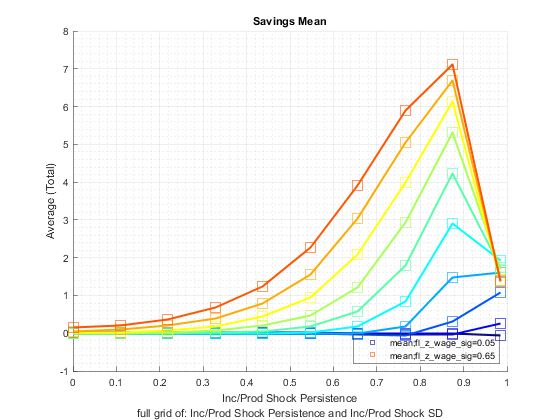 Savings Mean
8
7
6
5
4
3
2
1
0
-1
Average (Total)
mean;fl_z_wage_sig=0.05
mean;fl_z_wage_sig=0.65
0 0.1 0.2 0.3 0.4 0.5 0.6 0.7 0.8 0.9 1
Inc/Prod Shock Persistence
full grid of: Inc/Prod Shock Persistence and Inc/Prod Shock SD